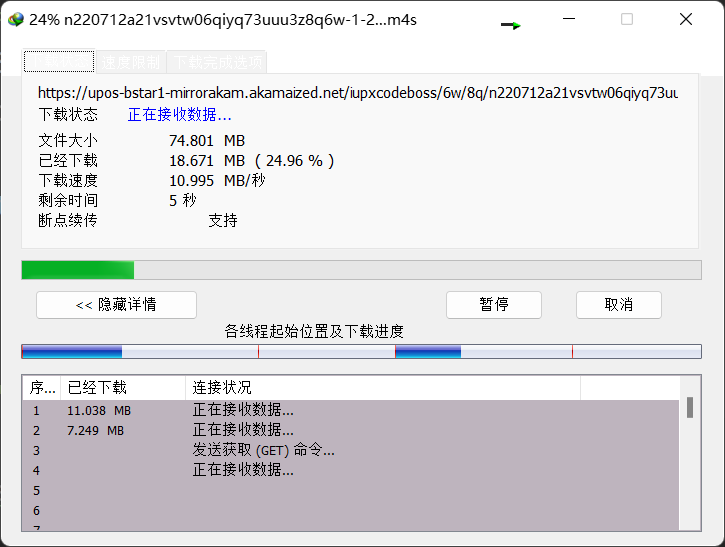 24% n220712a21vsvtw06qiyq73uuu3z8q6w-1-2...m4s
速度限制 下载完成选项
https://upos-bstar1-mirrorakam.akamaized.net/iupxcodeboss/6w/8q/n220712a21vsvtw06qiyq73uu
下载状态 正在接收数据...
文件大小 74.801 MB
已经下载 18.671 MB ( 24.96 % )
下载速度 10.995 MB/秒
剩余时间 5 秒
断点续传 支持
<< 隐藏详情 暂停 取消
各线程起始位置及下载进度
序... 已经下载 连接状况
1 11.038 MB 正在接收数据...
2 7.249 MB 正在接收数据...
3 发送获取 (GET) 命令...
4 正在接收数据...
5
6
7